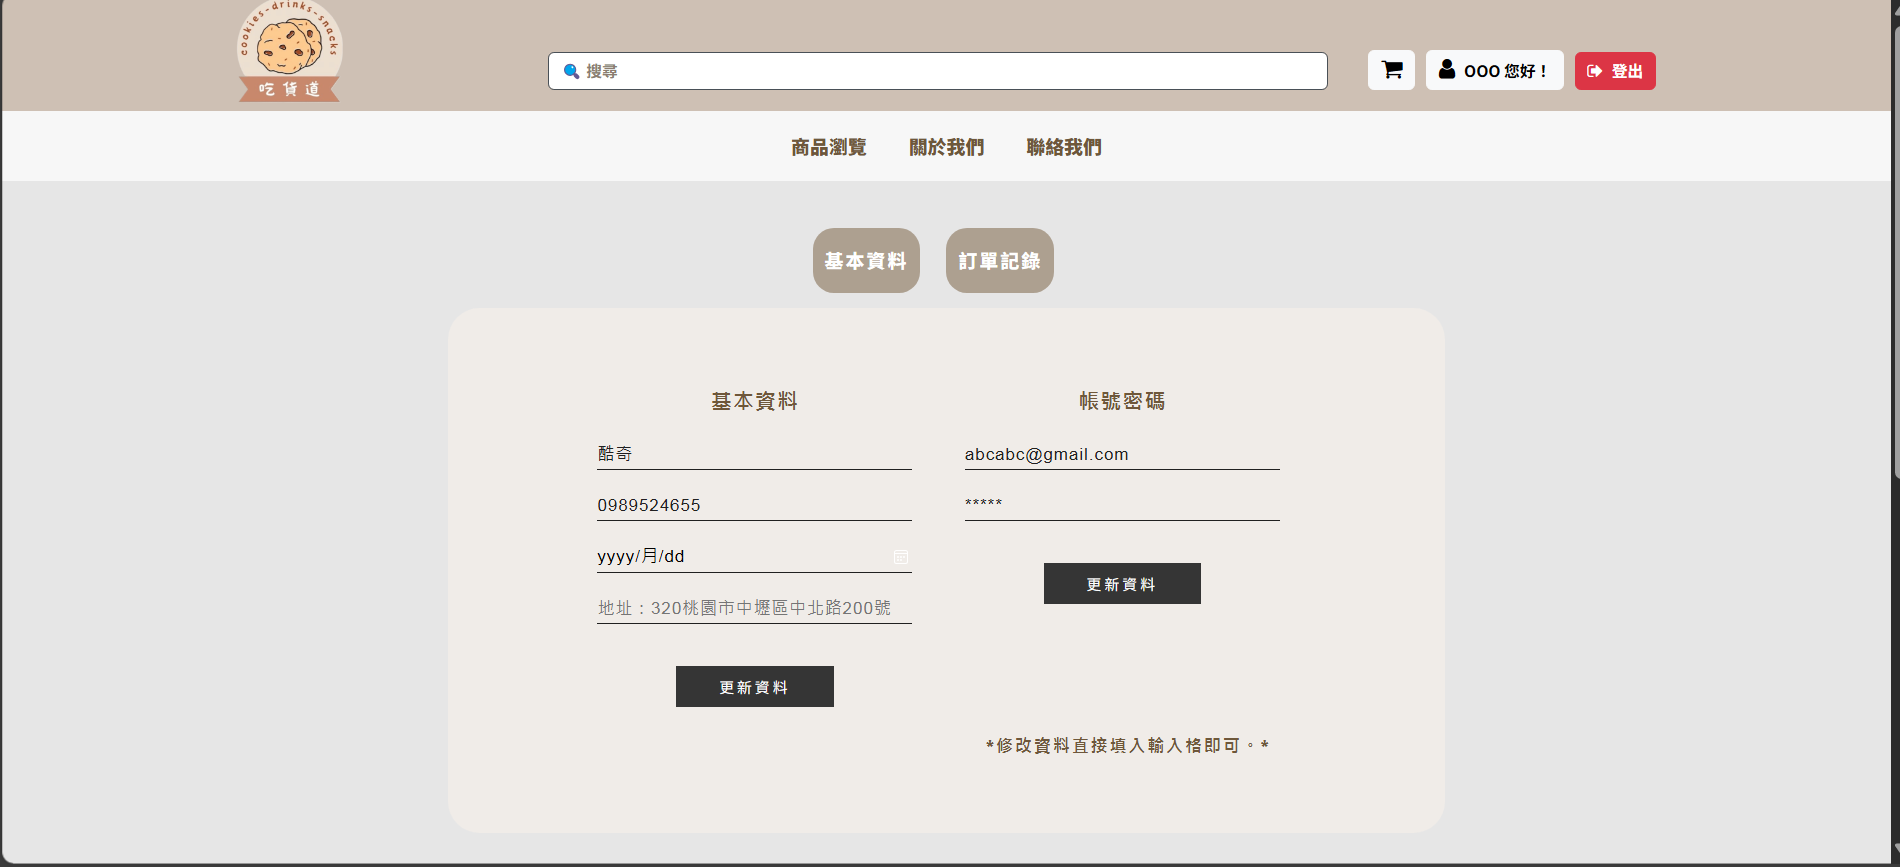 cookies-drinks-snacks
吃貨道
搜尋
OOO 您好！
登出
商品瀏覽 關於我們 聯絡我們
基本資料 訂單記錄
基本資料
酷奇
0989524655
yyyy/月/dd
地址：320桃園市中壢區中北路200號
更新資料
帳號密碼
abcabc@gmail.com
*****
更新資料
*修改資料直接填入輸入格即可。*